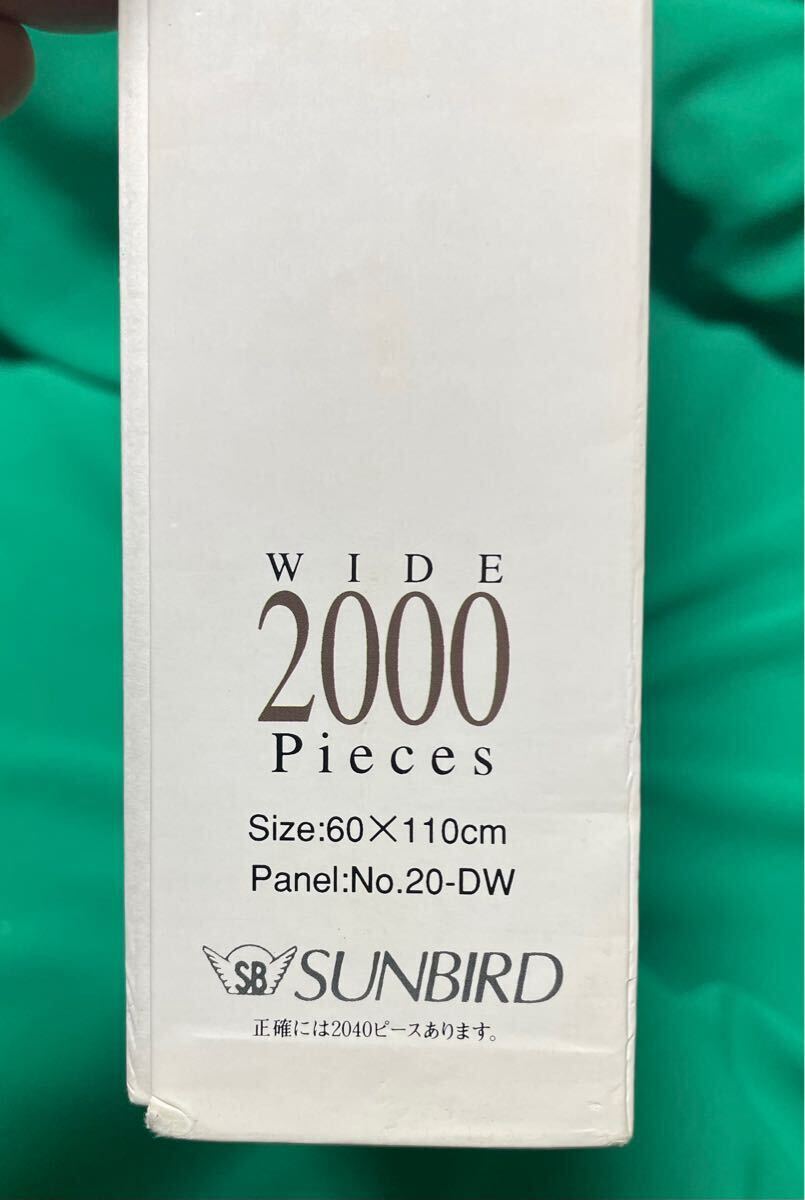 WIDE
2000
Pieces
Size:60×110cm
Panel:No.20-DW
SB SUNBIRD
正確には2040ピースあります。